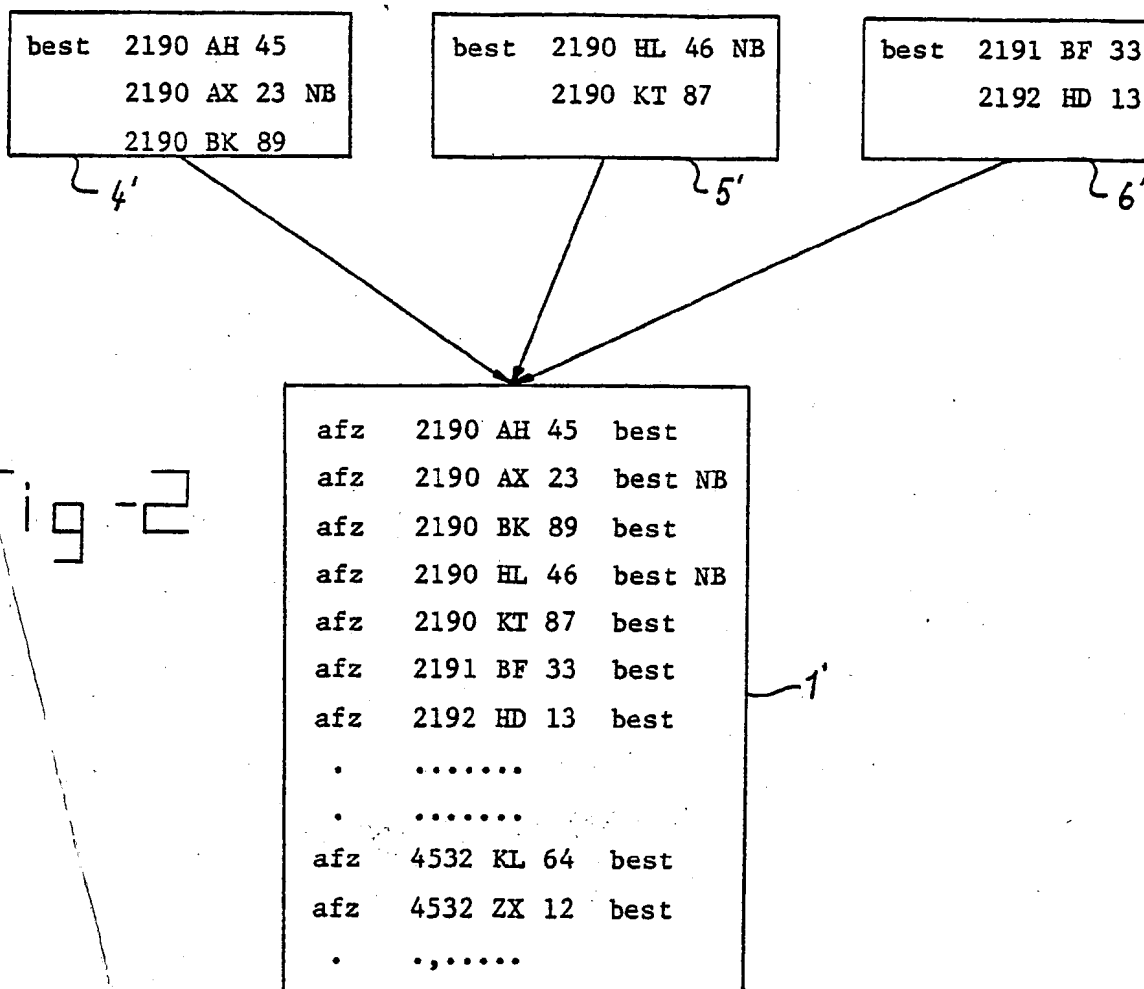 best 2190 AH 45
2190 AX 23 NB
2190 BK 89
4'
best 2190 HL 46 NB
2190 KT 87
5'
best 2191 BF 33
2192 HD 13
6'
ig-2
afz 2190 AH 45 best
afz 2190 AX 23 best NB
afz 2190 BK 89 best
afz 2190 HL 46 best NB
afz 2190 KT 87 best
afz 2191 BF 33 best
afz 2192 HD 13 best
. .......
. .......
afz 4532 KL 64 best
afz 4532 ZX 12 best
. .,.....
1'